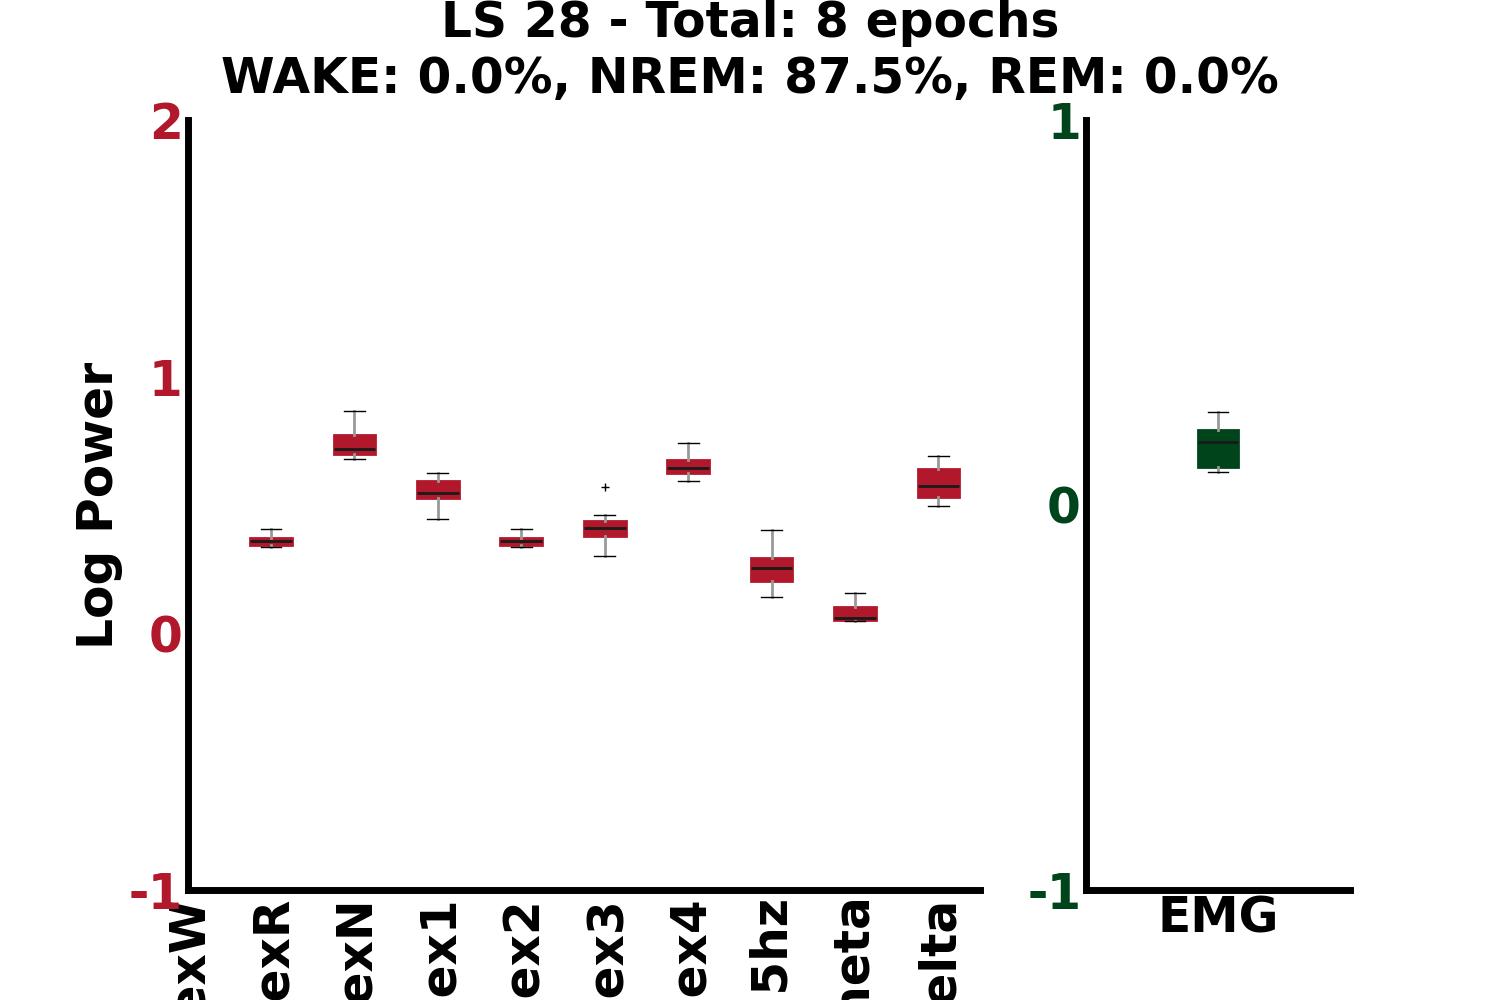 LS 28 - Total: 8 epochs
WAKE: 0.0%, NREM: 87.5%, REM: 0.0%
2
1
0
-1
Log Power
exW
exR
exN
ex1
ex2
ex3
ex4
5hz
eta
elta
1
0
-1
EMG